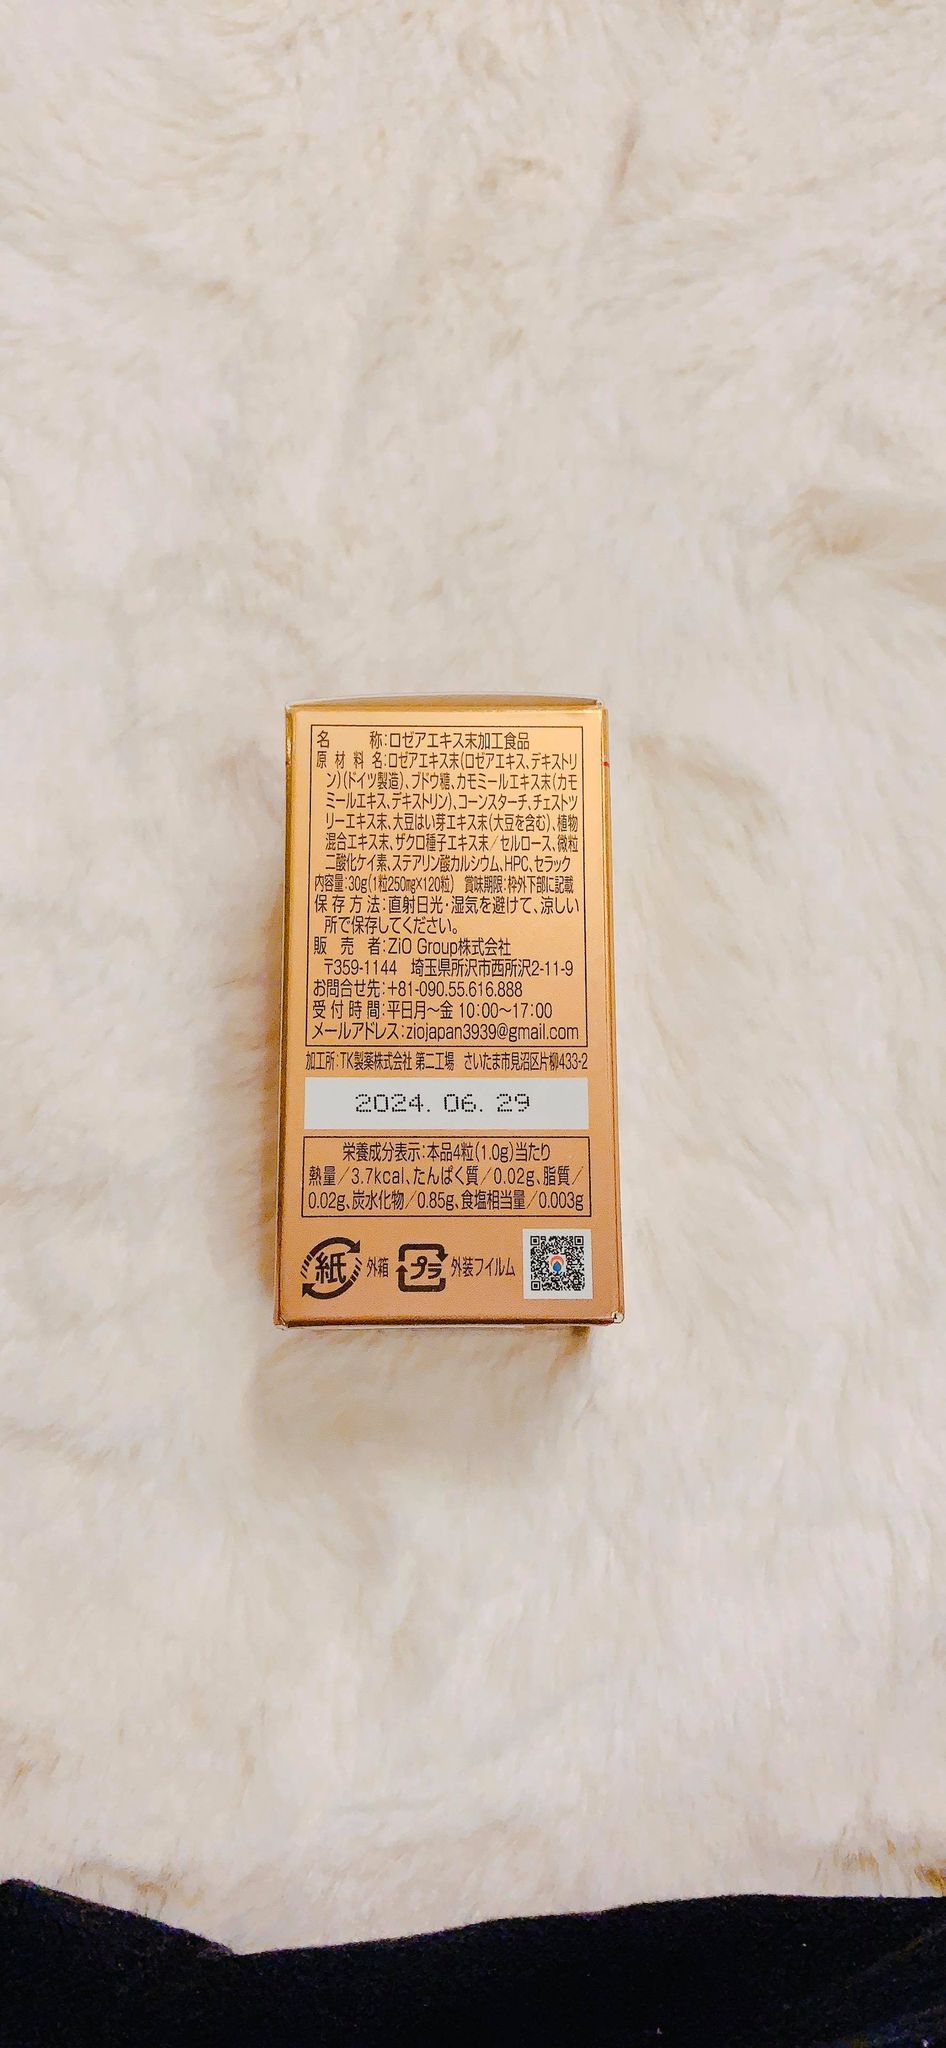 名　　　称:ロゼアエキス末加工食品
原 材 料 名:ロゼアエキス末(ロゼアエキス、デキストリ
ン)(ドイツ製造)、ブドウ糖、カモミールエキス末(カモ
ミールエキス、デキストリン)、コーンスターチ、チェストツ
リーエキス末、大豆はい芽エキス末(大豆を含む)、植物
混合エキス末、ザクロ種子エキス末／セルロース、微粒
二酸化ケイ素、ステアリン酸カルシウム、HPC、セラック
内容量:30g(1粒250㎎×120粒)　賞味期限:枠外下部に記載
保 存 方 法:直射日光・湿気を避けて、涼しい
所で保存してください。
販　売　者:ZiO Group株式会社
〒359-1144　埼玉県所沢市西所沢2-11-9
お問合せ先:+81-090.55.616.888
受 付 時 間:平日月～金 10:00～17:00
メールアドレス:ziojapan3939@gmail.com
加工所:TK製薬株式会社 第二工場　さいたま市見沼区片柳433-2
2024. 06. 29
栄養成分表示:本品4粒(1.0g)当たり
熱量／3.7kcal、たんぱく質／0.02g、脂質／
0.02g、炭水化物／0.85g、食塩相当量／0.003g
紙 外箱 プラ 外装フイルム